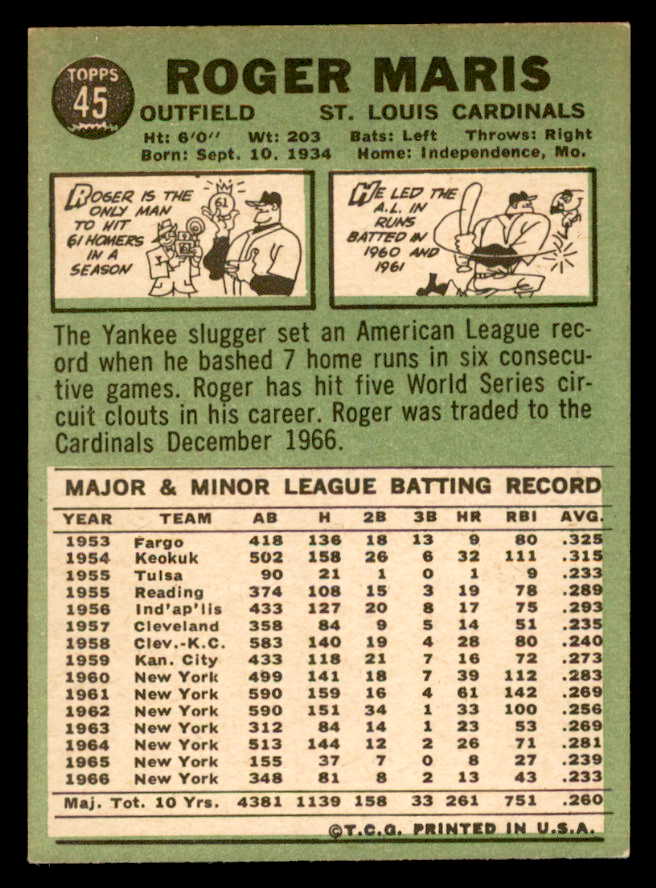 TOPPS
45
ROGER MARIS
OUTFIELD ST. LOUIS CARDINALS
Ht: 6'0" Wt: 203 Bats: Left Throws: Right
Born: Sept. 10, 1934 Home: Independence, Mo.
ROGER IS THE
ONLY MAN
TO HIT
61 HOMERS
IN A
SEASON
61
HE LED THE
A.L. IN
RUNS
BATTED IN
1960 AND
1961
The Yankee slugger set an American League rec-
ord when he bashed 7 home runs in six consecu-
tive games. Roger has hit five World Series cir-
cuit clouts in his career. Roger was traded to the
Cardinals December 1966.
MAJOR & MINOR LEAGUE BATTING RECORD
YEAR TEAM AB H 2B 3B HR RBI AVG.
1953 Fargo 418 136 18 13 9 80 .325
1954 Keokuk 502 158 26 6 32 111 .315
1955 Tulsa 90 21 1 0 1 9 .233
1955 Reading 374 108 15 3 19 78 .289
1956 Ind'ap'lis 433 127 20 8 17 75 .293
1957 Cleveland 358 84 9 5 14 51 .235
1958 Clev.-K.C. 583 140 19 4 28 80 .240
1959 Kan. City 433 118 21 7 16 72 .273
1960 New York 499 141 18 7 39 112 .283
1961 New York 590 159 16 4 61 142 .269
1962 New York 590 151 34 1 33 100 .256
1963 New York 312 84 14 1 23 53 .269
1964 New York 513 144 12 2 26 71 .281
1965 New York 155 37 7 0 8 27 .239
1966 New York 348 81 8 2 13 43 .233
Maj. Tot. 10 Yrs. 4381 1139 158 33 261 751 .260
©T.C.G. PRINTED IN U.S.A.